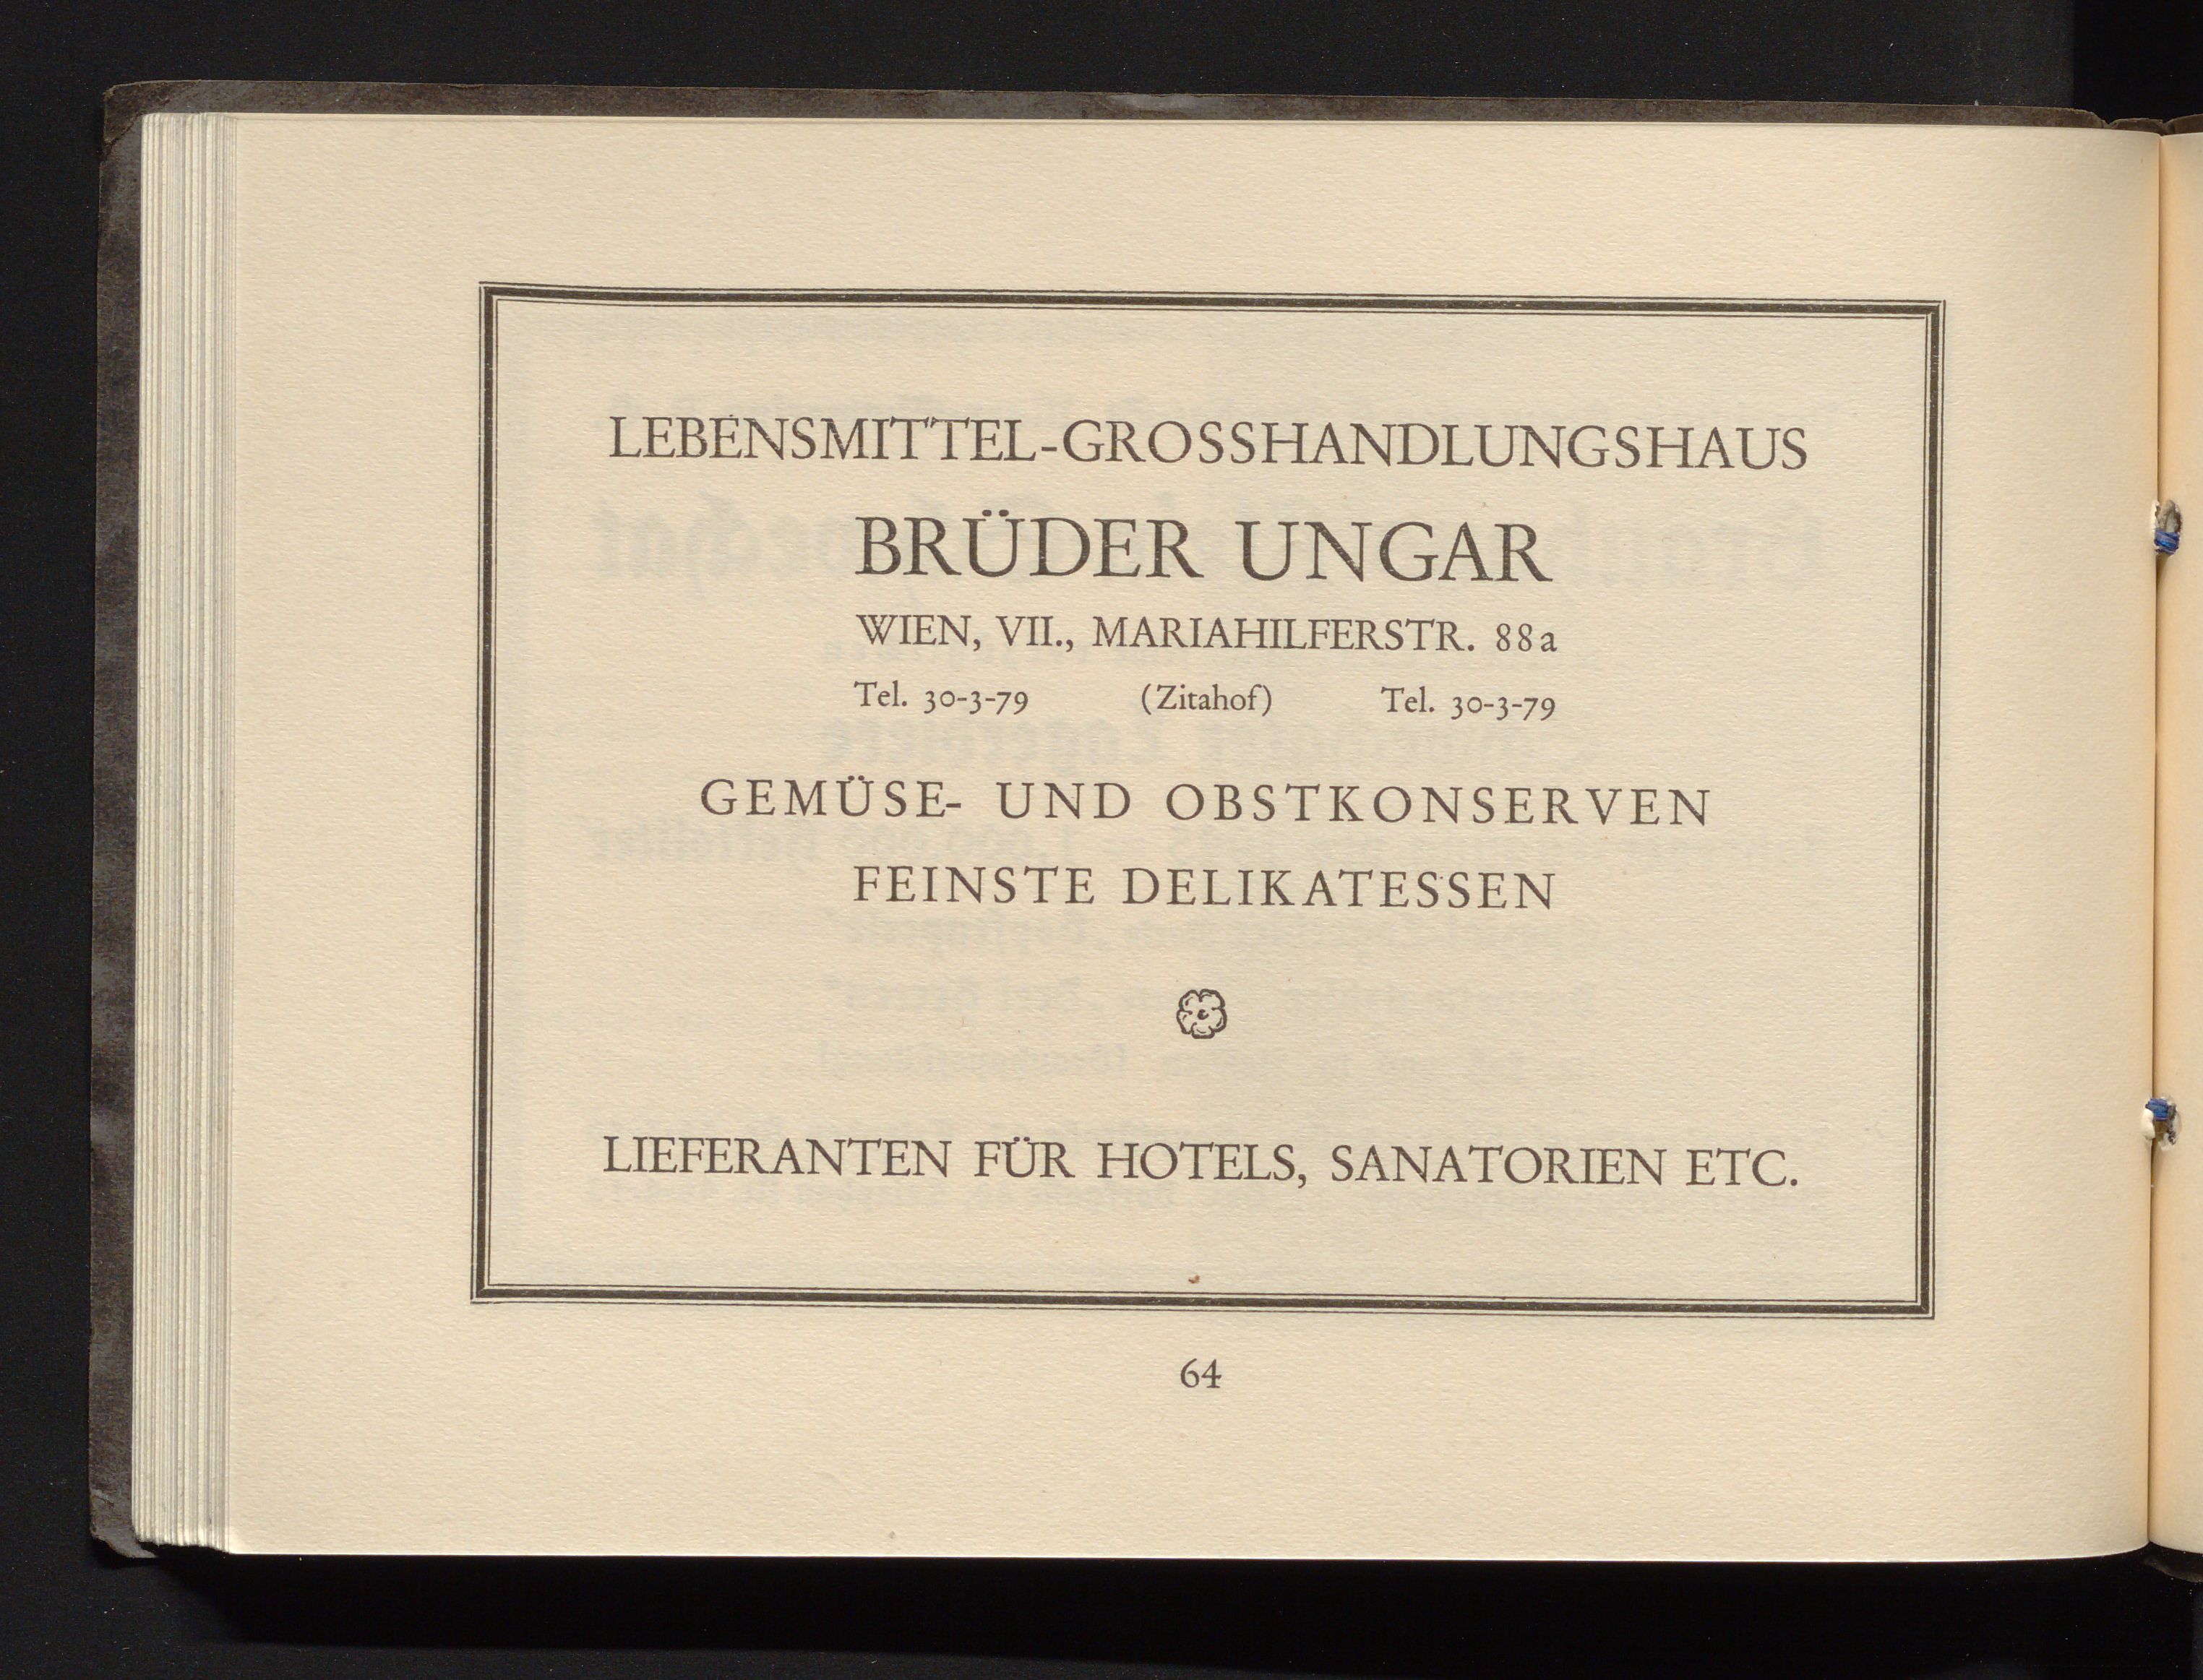 LEBENSMITTEL-GROSSHANDLUNGSHAUS
BRÜDER UNGAR
WIEN, VII., MARIAHILFERSTR. 88a
Tel. 30-3-79 (Zitahof) Tel. 30-3-79
GEMÜSE- UND OBSTKONSERVEN
FEINSTE DELIKATESSEN
LIEFERANTEN FÜR HOTELS, SANATORIEN ETC.
64